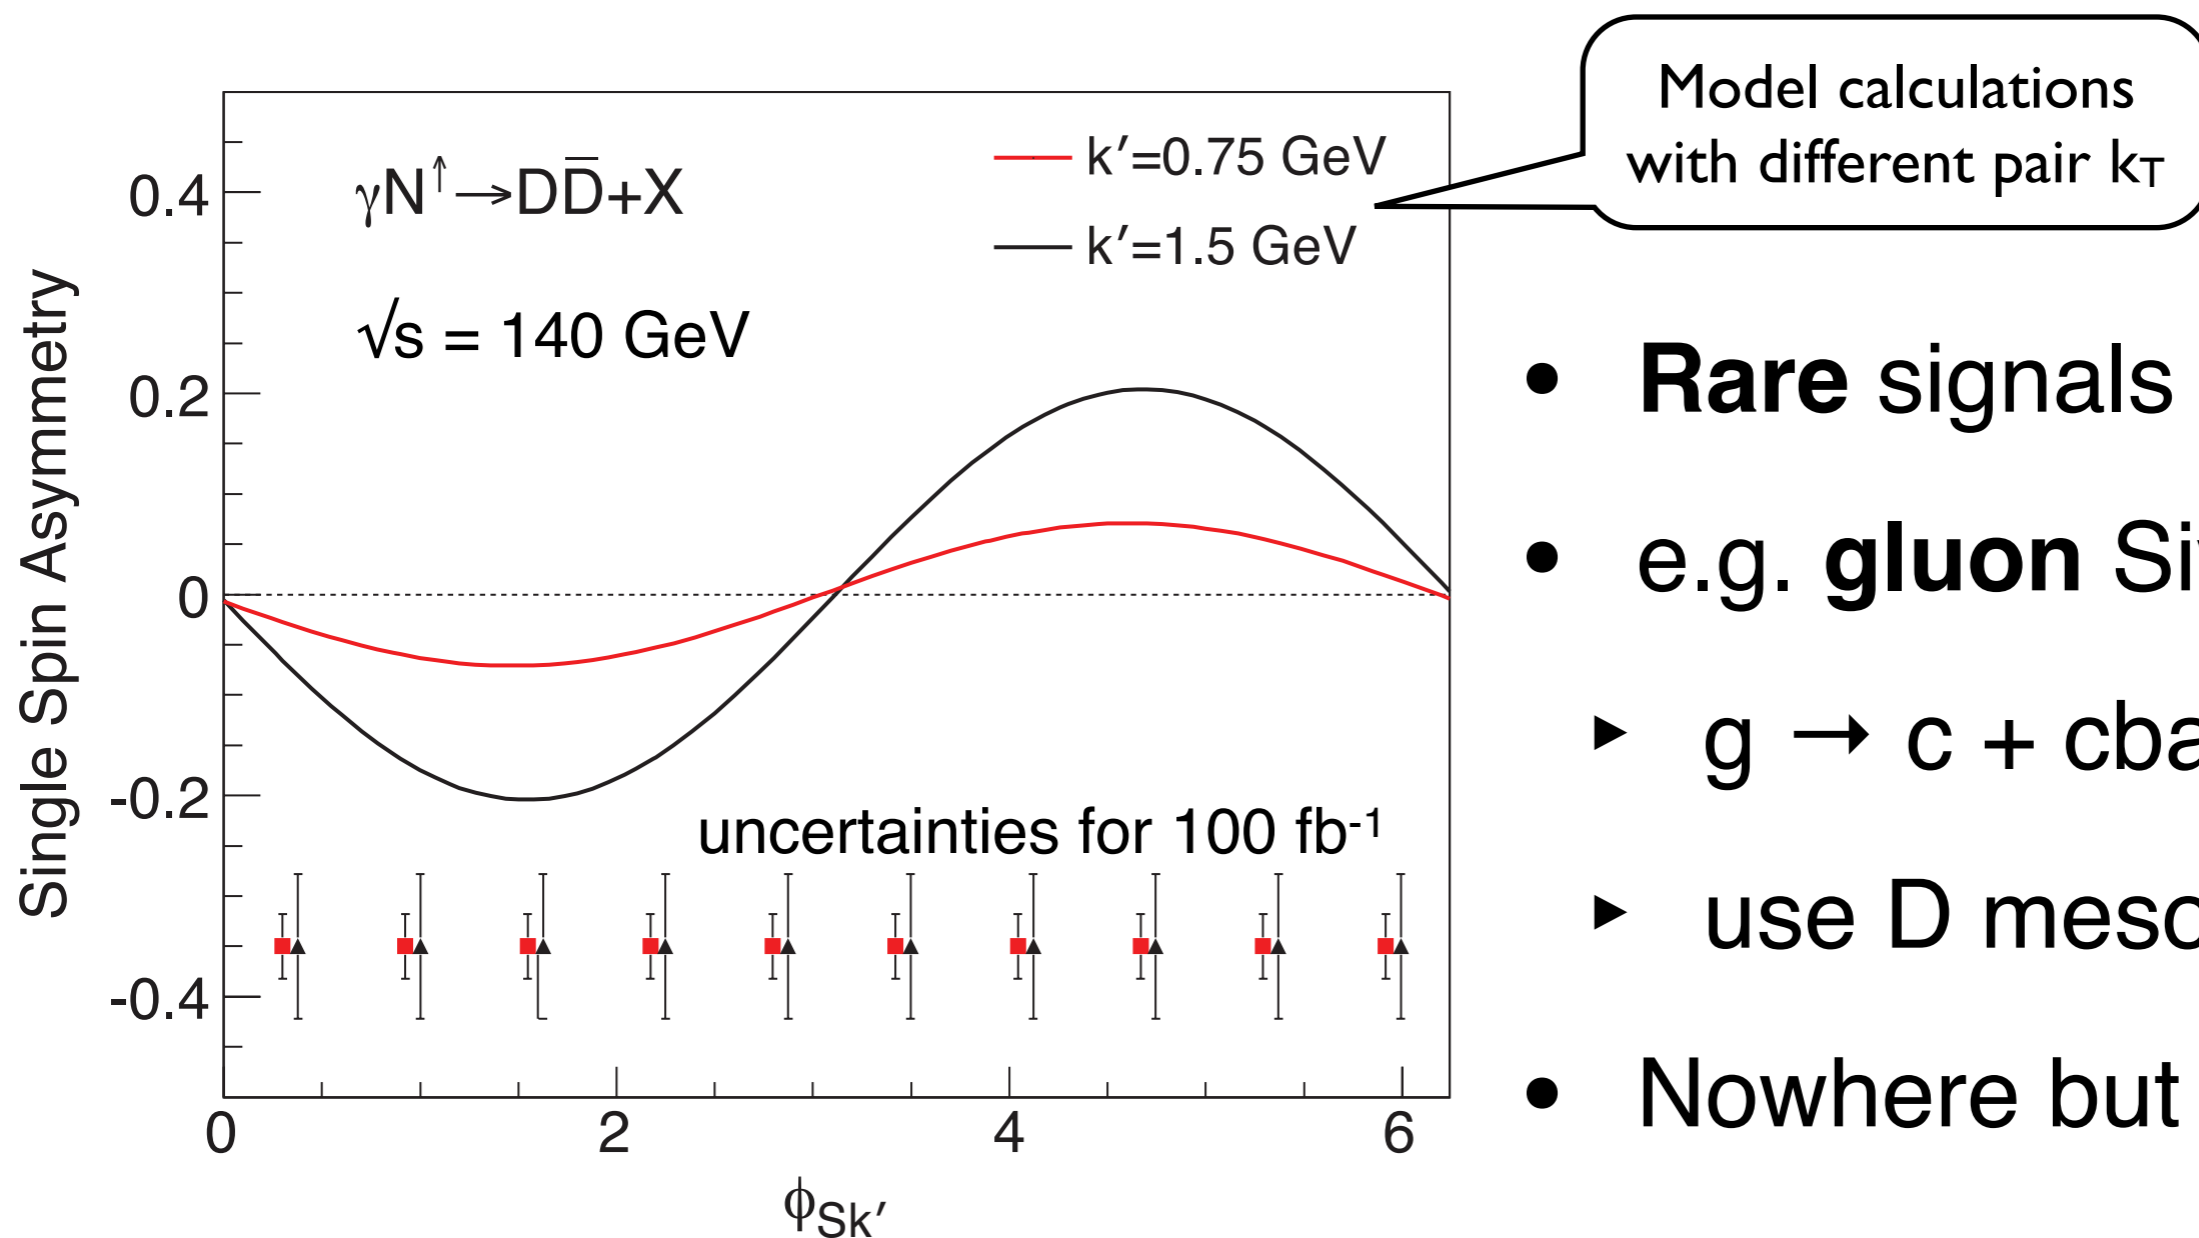 Model calculations
with different pair kT
γN↑→DD̅+X
√s = 140 GeV
k′=0.75 GeV
k′=1.5 GeV
Single Spin Asymmetry
0.4
0.2
0
-0.2
-0.4
uncertainties for 100 fb-1
0 2 4 6
ϕSk′
• Rare signals
• e.g. gluon
‣ g → c +
‣ use D
• Nowhere but